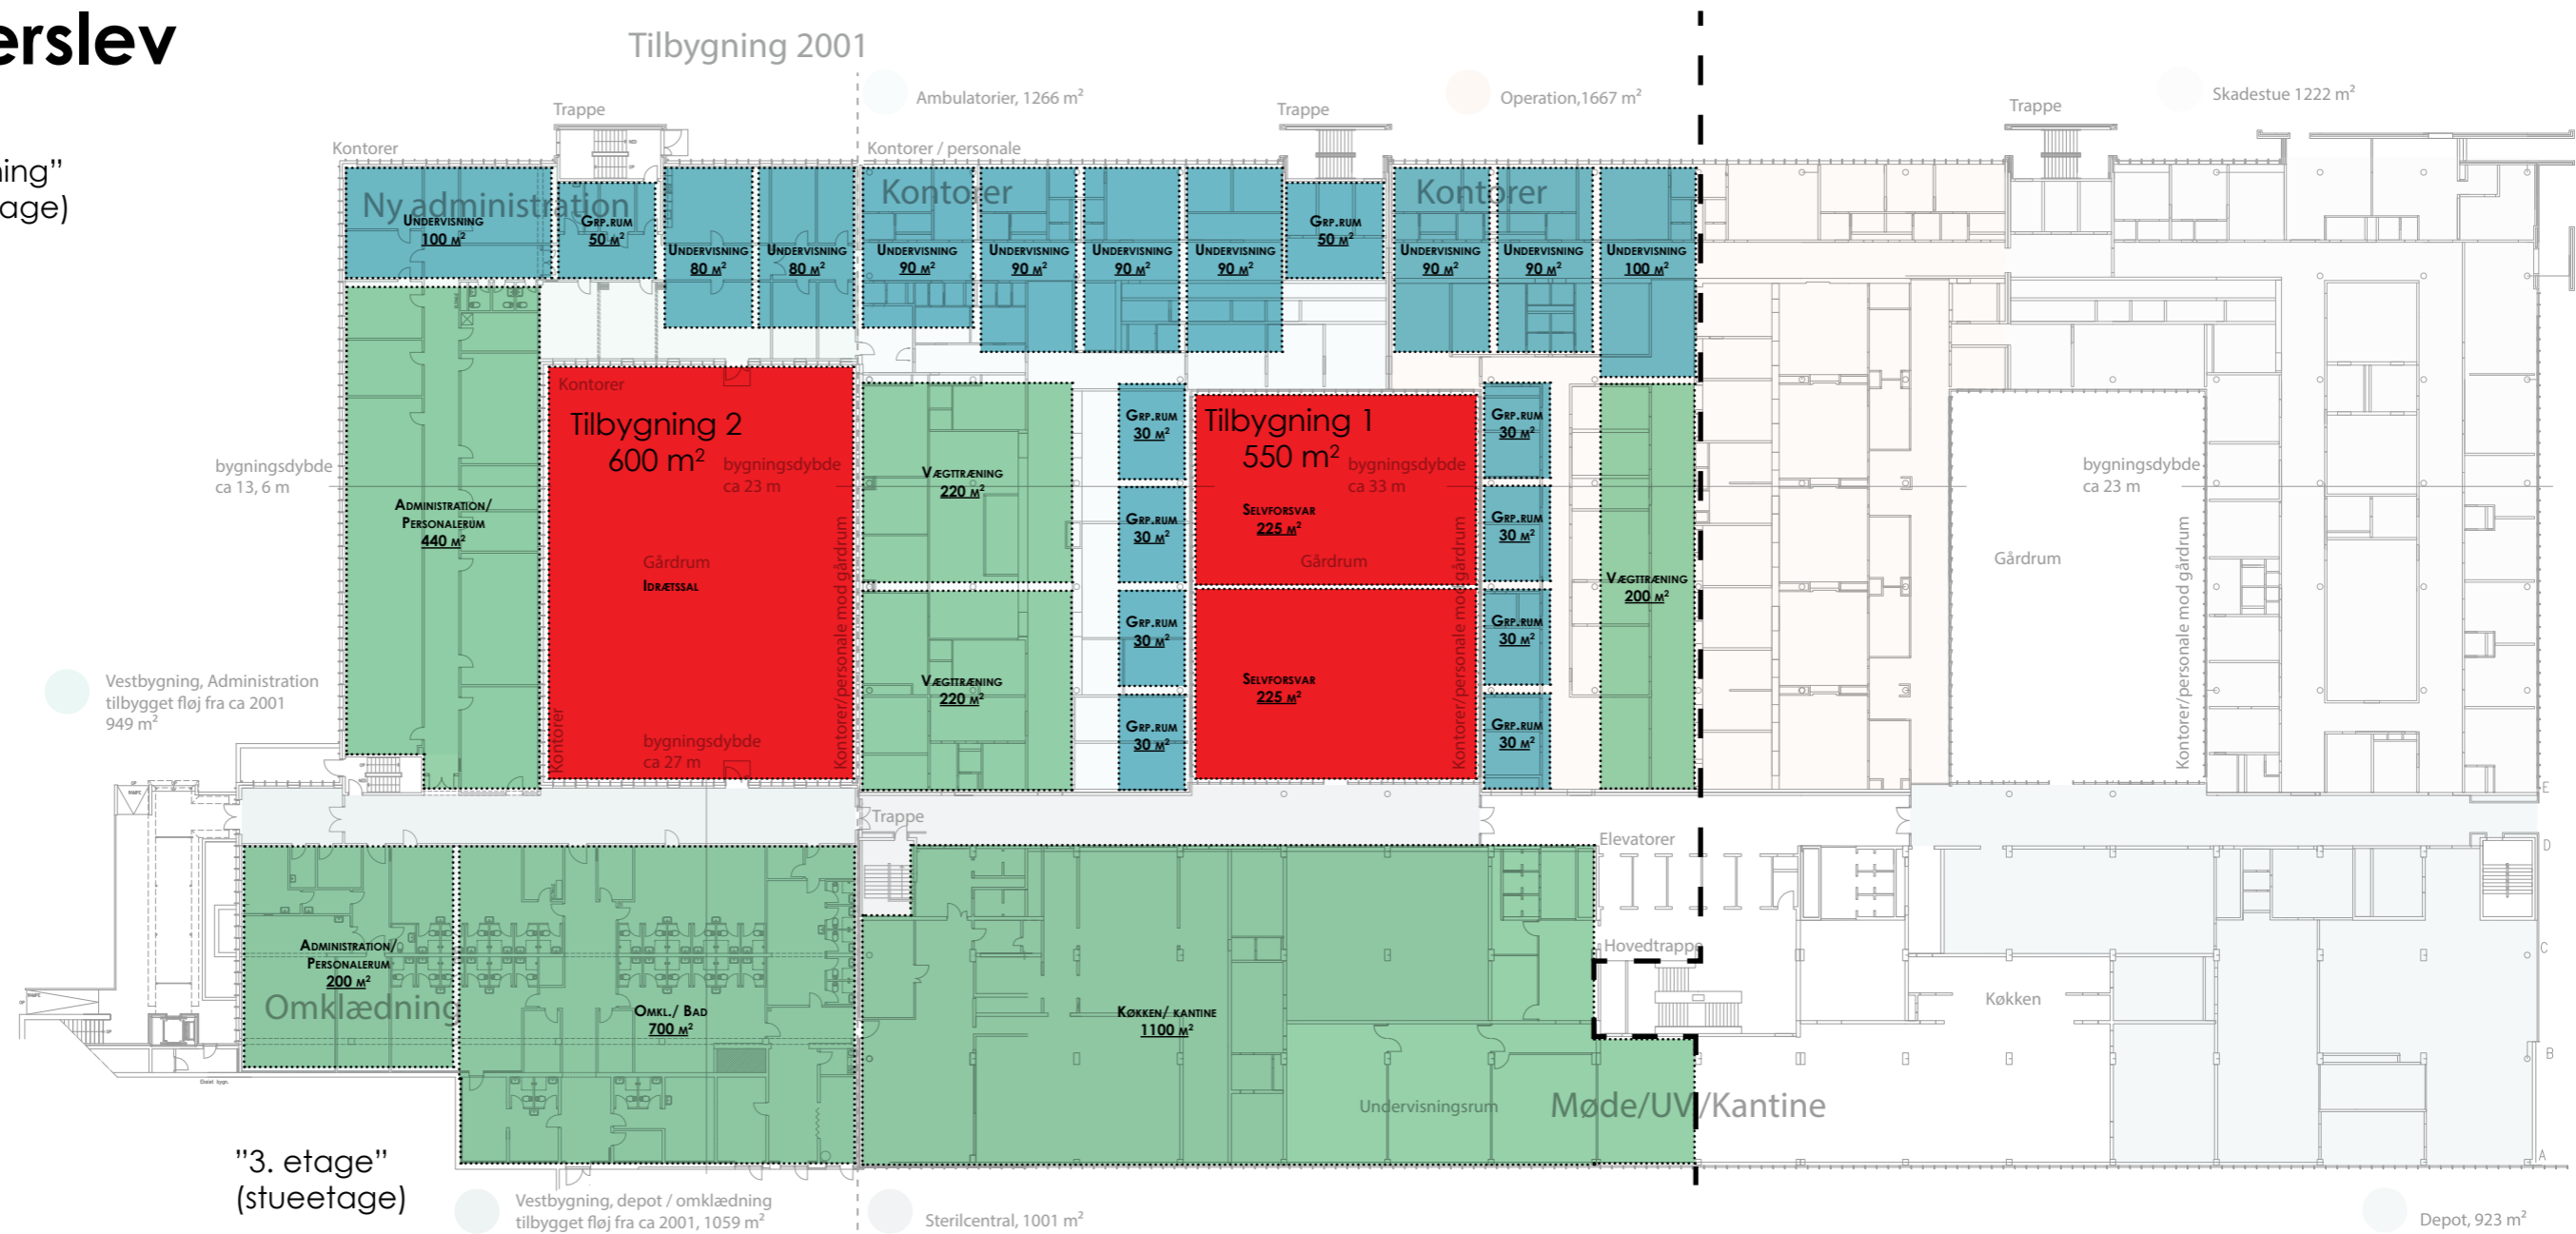 erslev
ning"
age)
Tilbygning 2001
Ambulatorier, 1266 m²
Operation,1667 m²
Skadestue 1222 m²
Trappe
Trappe
Trappe
Kontorer
Kontorer / personale
Ny administration
Kontorer
Kontorer
Undervisning
100 m²
Grp.rum
50 m²
Undervisning
80 m²
Undervisning
80 m²
Undervisning
90 m²
Undervisning
90 m²
Undervisning
90 m²
Undervisning
90 m²
Grp.rum
50 m²
Undervisning
90 m²
Undervisning
90 m²
Undervisning
100 m²
Kontorer
Tilbygning 2
600 m²
bygningsdybde
ca 23 m
Tilbygning 1
550 m²
bygningsdybde
ca 33 m
bygningsdybde
ca 13, 6 m
bygningsdybde
ca 23 m
Administration/
Personalerum
440 m²
Gårdrum
Idrætssal
Kontorer
Kontorer/personale mod gårdrum
bygningsdybde
ca 27 m
Vægttræning
220 m²
Vægttræning
220 m²
Grp.rum
30 m²
Grp.rum
30 m²
Grp.rum
30 m²
Grp.rum
30 m²
Selvforsvar
225 m²
Gårdrum
Selvforsvar
225 m²
Kontorer/personale mod gårdrum
Grp.rum
30 m²
Grp.rum
30 m²
Grp.rum
30 m²
Grp.rum
30 m²
Vægttræning
200 m²
Gårdrum
Kontorer/personale mod gårdrum
Vestbygning, Administration
tilbygget fløj fra ca 2001
949 m²
Trappe
Elevatorer
E
D
C
B
A
Administration/
Personalerum
200 m²
Omklædning
Omkl./ Bad
700 m²
Køkken/ kantine
1100 m²
Hovedtrappe
Køkken
Undervisningsrum
Møde/UV/Kantine
"3. etage"
(stueetage)
Vestbygning, depot / omklædning
tilbygget fløj fra ca 2001, 1059 m²
Sterilcentral, 1001 m²
Depot, 923 m²